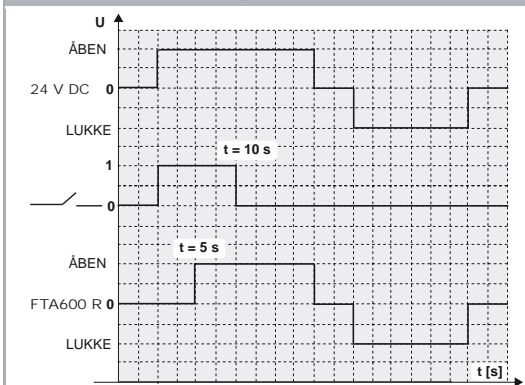 U
ÅBEN
24 V DC 0
LUKKE
t = 10 s
1
0
t = 5 s
ÅBEN
FTA600 R 0
LUKKE
t [s]